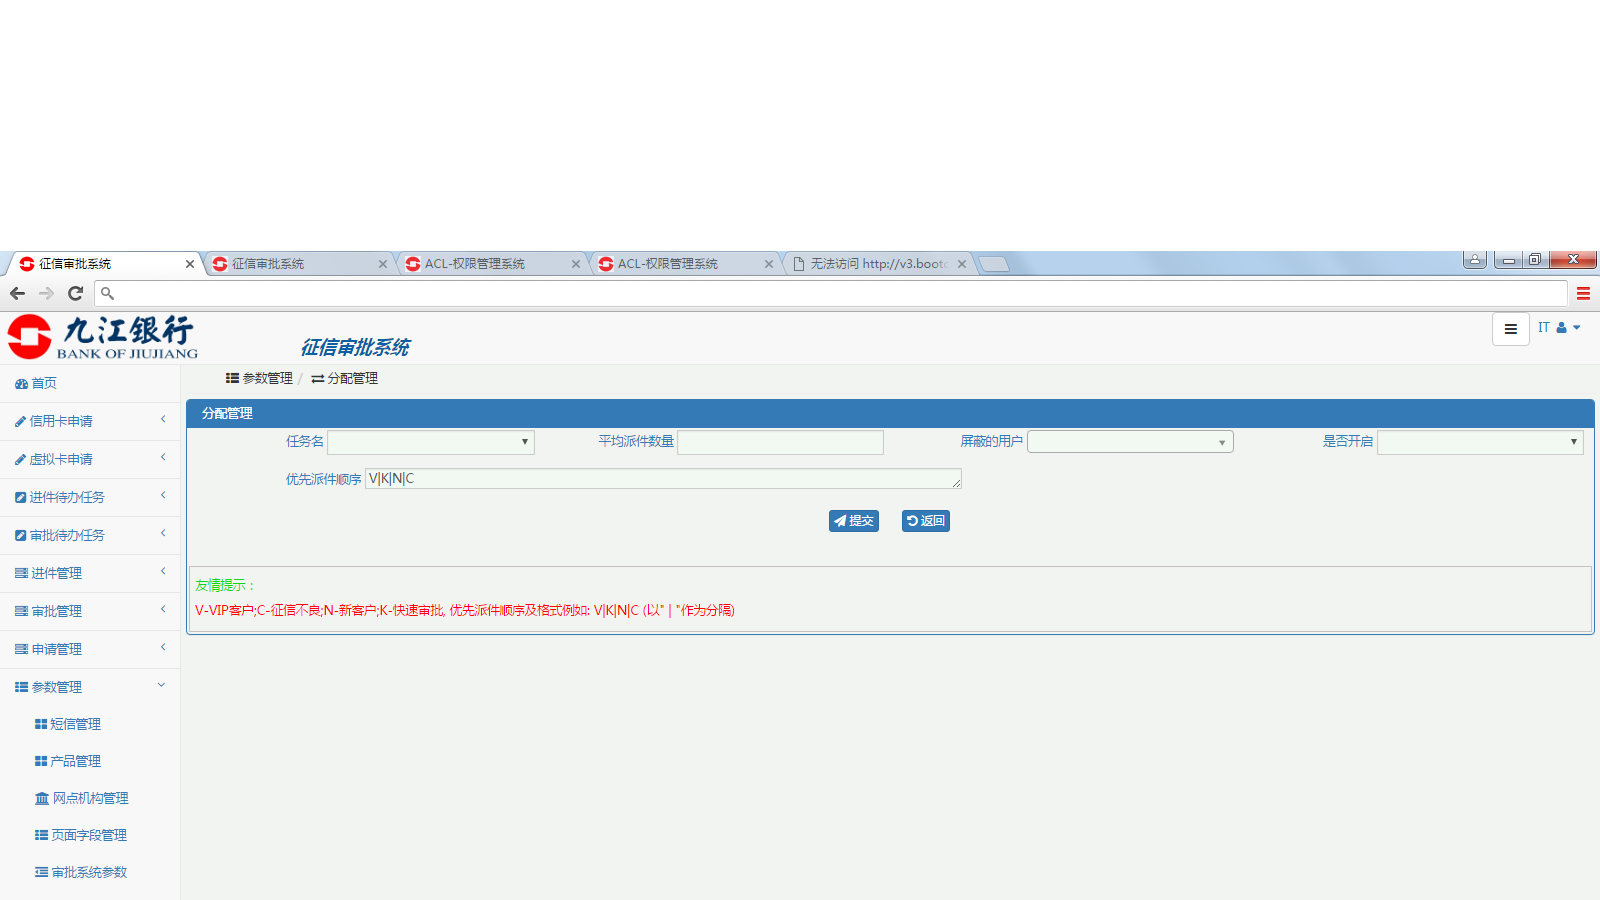 征信审批系统 征信审批系统 ACL-权限管理系统 ACL-权限管理系统 无法访问 http://v3.bootc
九江银行
BANK OF JIUJIANG
征信审批系统
IT
首页
信用卡申请
虚拟卡申请
进件待办任务
审批待办任务
进件管理
审批管理
申请管理
参数管理
短信管理
产品管理
网点机构管理
页面字段管理
审批系统参数
参数管理 / 分配管理
分配管理
任务名 平均派件数量 屏蔽的用户 是否开启
优先派件顺序 V|K|N|C
提交 返回
友情提示：
V-VIP客户;C-征信不良;N-新客户;K-快速审批, 优先派件顺序及格式例如: V|K|N|C (以" | "作为分隔)